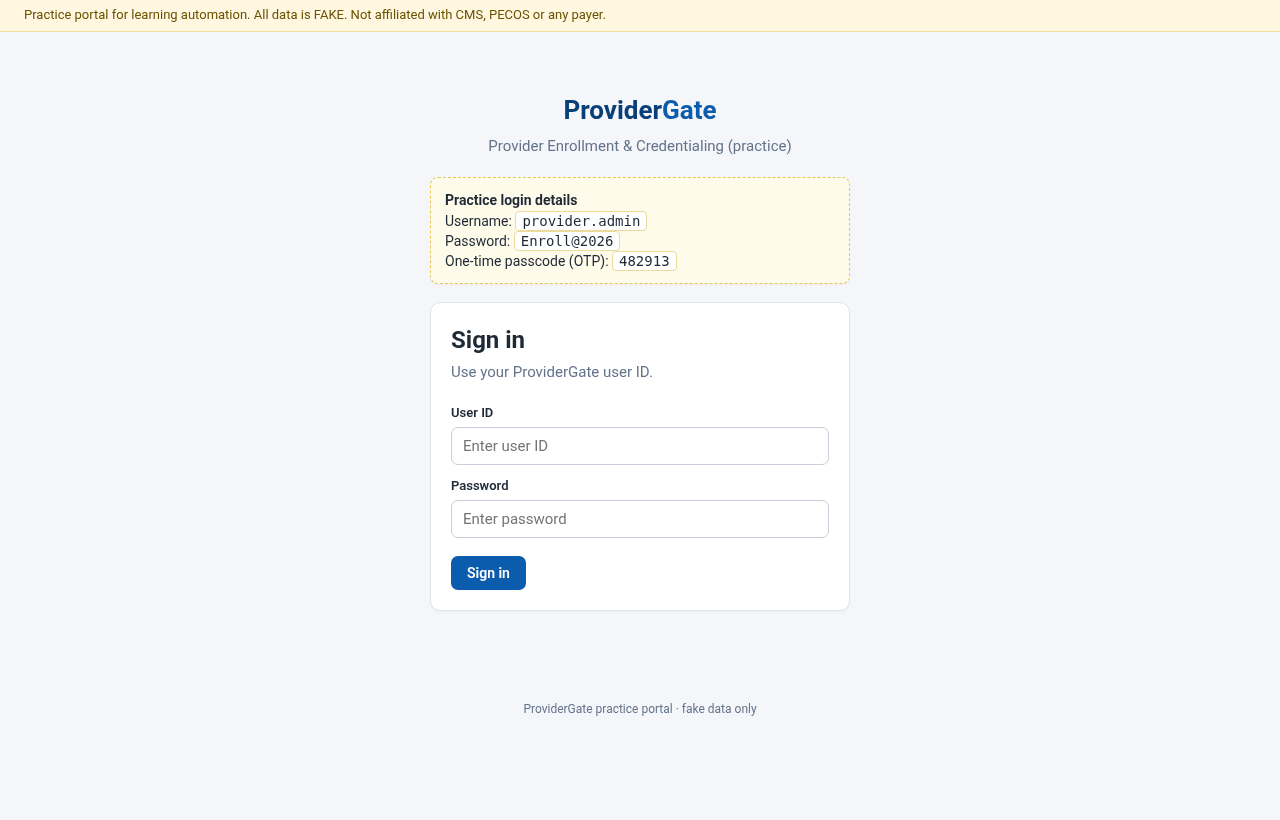 Practice portal for learning automation. All data is FAKE. Not affiliated with CMS, PECOS or any payer.
ProviderGate
Provider Enrollment & Credentialing (practice)
Practice login details
Username: provider.admin
Password: Enroll@2026
One-time passcode (OTP): 482913
Sign in
Use your ProviderGate user ID.
User ID
Enter user ID
Password
Enter password
Sign in
ProviderGate practice portal · fake data only